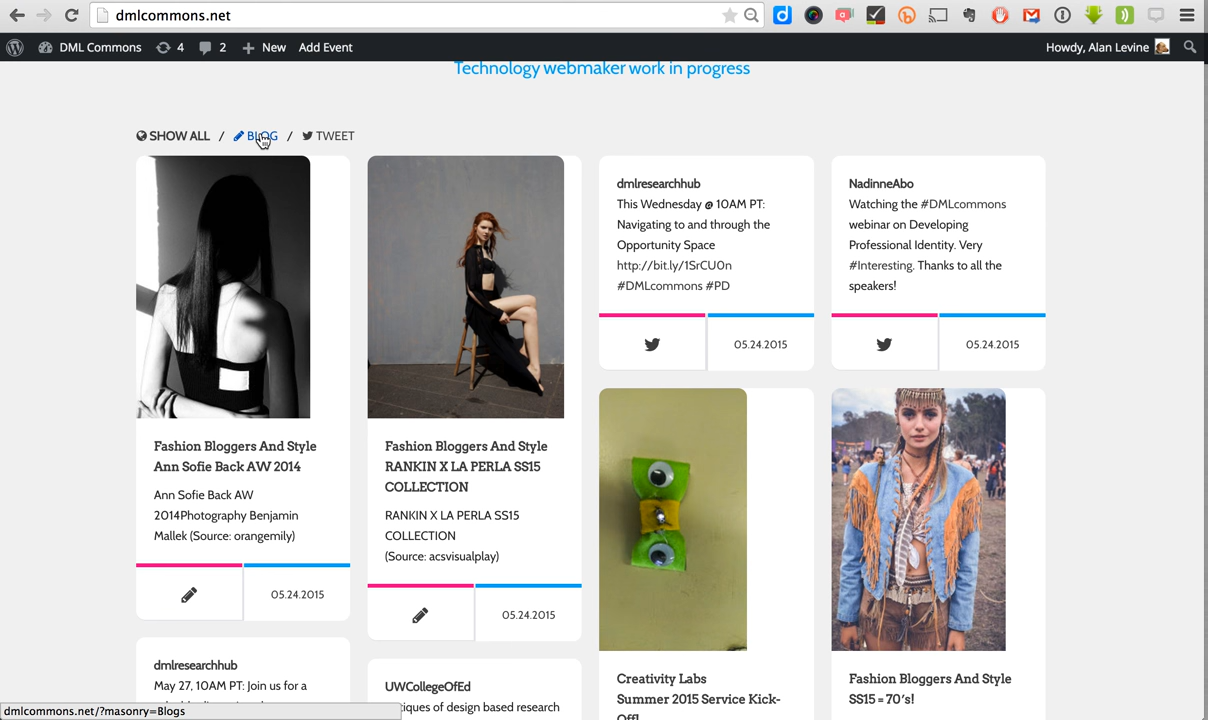 dmlcommons.net
DML Commons
4
2
New
Add Event
Howdy, Alan Levine
Technology webmaker work in progress
SHOW ALL / BLOG / TWEET
Fashion Bloggers And Style
Ann Sofie Back AW 2014
Ann Sofie Back AW
2014Photography Benjamin
Mallek (Source: orangemily)
05.24.2015
dmlresearchhub
May 27, 10AM PT: Join us for a
Fashion Bloggers And Style
RANKIN X LA PERLA SS15
COLLECTION
RANKIN X LA PERLA SS15
COLLECTION
(Source: acsvisualplay)
05.24.2015
UWCollegeOfEd
tiques of design based research
dmlresearchhub
This Wednesday @ 10AM PT:
Navigating to and through the
Opportunity Space
http://bit.ly/1SrCU0n
#DMLcommons #PD
05.24.2015
Creativity Labs
Summer 2015 Service Kick-
Off!
NadinneAbo
Watching the #DMLcommons
webinar on Developing
Professional Identity. Very
#Interesting. Thanks to all the
speakers!
05.24.2015
Fashion Bloggers And Style
SS15 = 70's!
dmlcommons.net/?masonry=Blogs